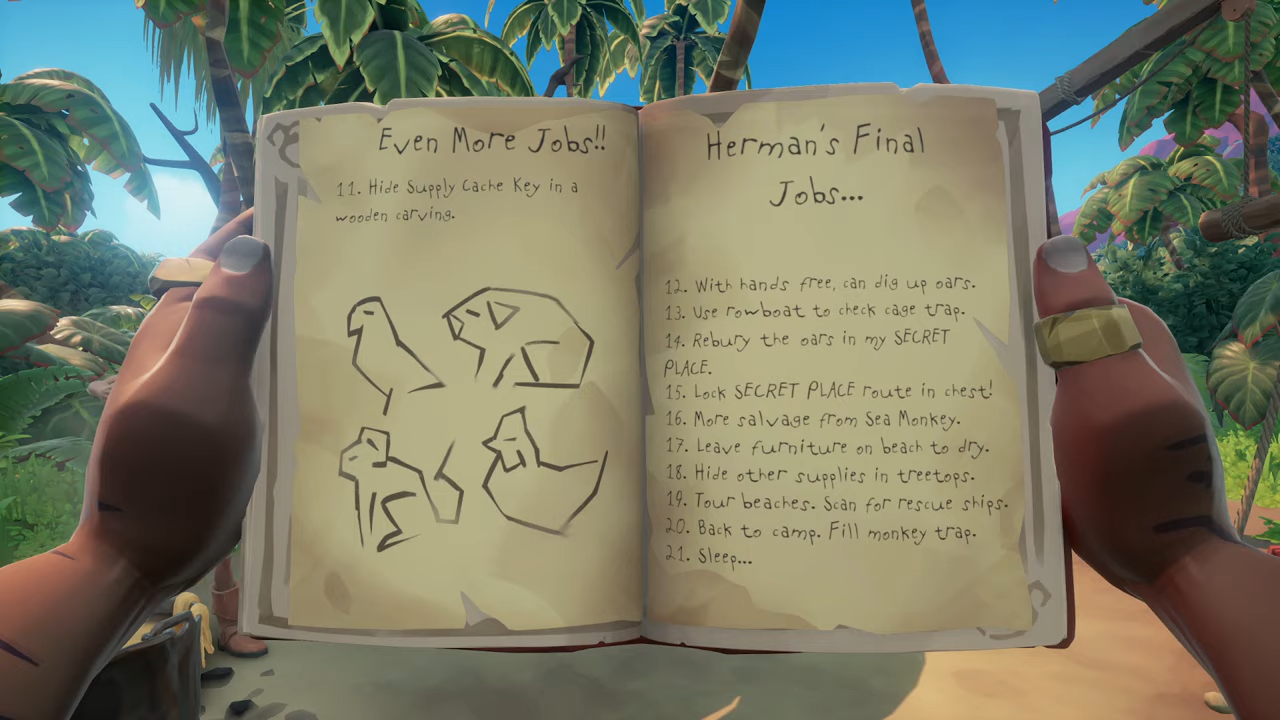 Even More Jobs!!
11. Hide Supply Cache Key in a
wooden carving.
Herman's Final
Jobs...
12. With hands free, can dig up oars.
13. Use rowboat to check cage trap.
14. Rebury the oars in my SECRET
PLACE.
15. Lock SECRET PLACE route in chest!
16. More salvage from Sea Monkey.
17. Leave furniture on beach to dry.
18. Hide other supplies in treetops.
19. Tour beaches. Scan for rescue ships.
20. Back to camp. Fill monkey trap.
21. Sleep...